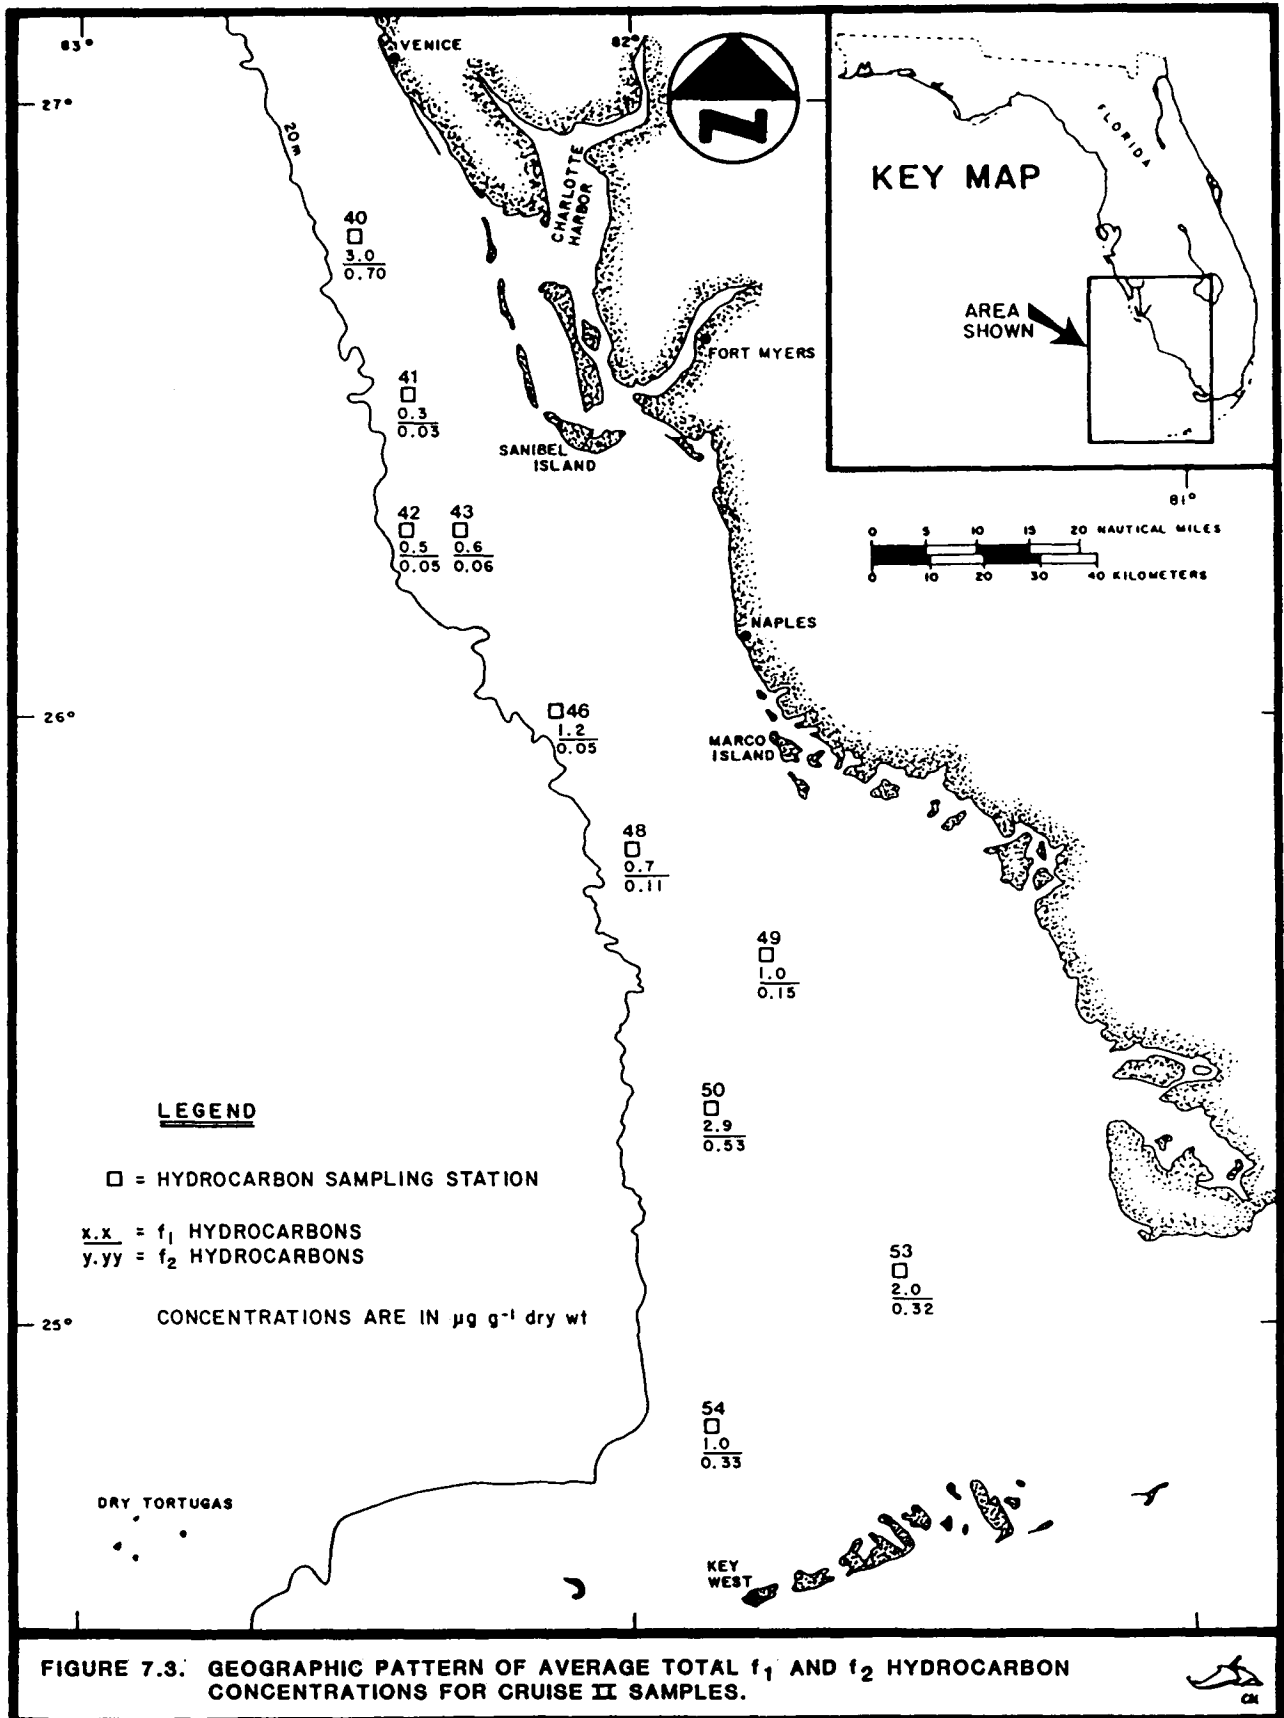 83°
82°
VENICE
27°
20m
CHARLOTTE
HARBOR
N
KEY MAP
FLORIDA
AREA
SHOWN
40
3.0
0.70
FORT MYERS
41
0.3
0.03
SANIBEL
ISLAND
81°
42
0.5
0.05
43
0.6
0.06
0 5 10 15 20 NAUTICAL MILES
0 10 20 30 40 KILOMETERS
NAPLES
26°
46
1.2
0.05
MARCO
ISLAND
48
0.7
0.11
49
1.0
0.15
50
2.9
0.53
LEGEND
= HYDROCARBON SAMPLING STATION
x.x = f₁ HYDROCARBONS
y.yy = f₂ HYDROCARBONS
CONCENTRATIONS ARE IN µg g⁻¹ dry wt
53
2.0
0.32
25°
54
1.0
0.33
DRY TORTUGAS
KEY
WEST
FIGURE 7.3. GEOGRAPHIC PATTERN OF AVERAGE TOTAL f₁ AND f₂ HYDROCARBON
CONCENTRATIONS FOR CRUISE II SAMPLES.